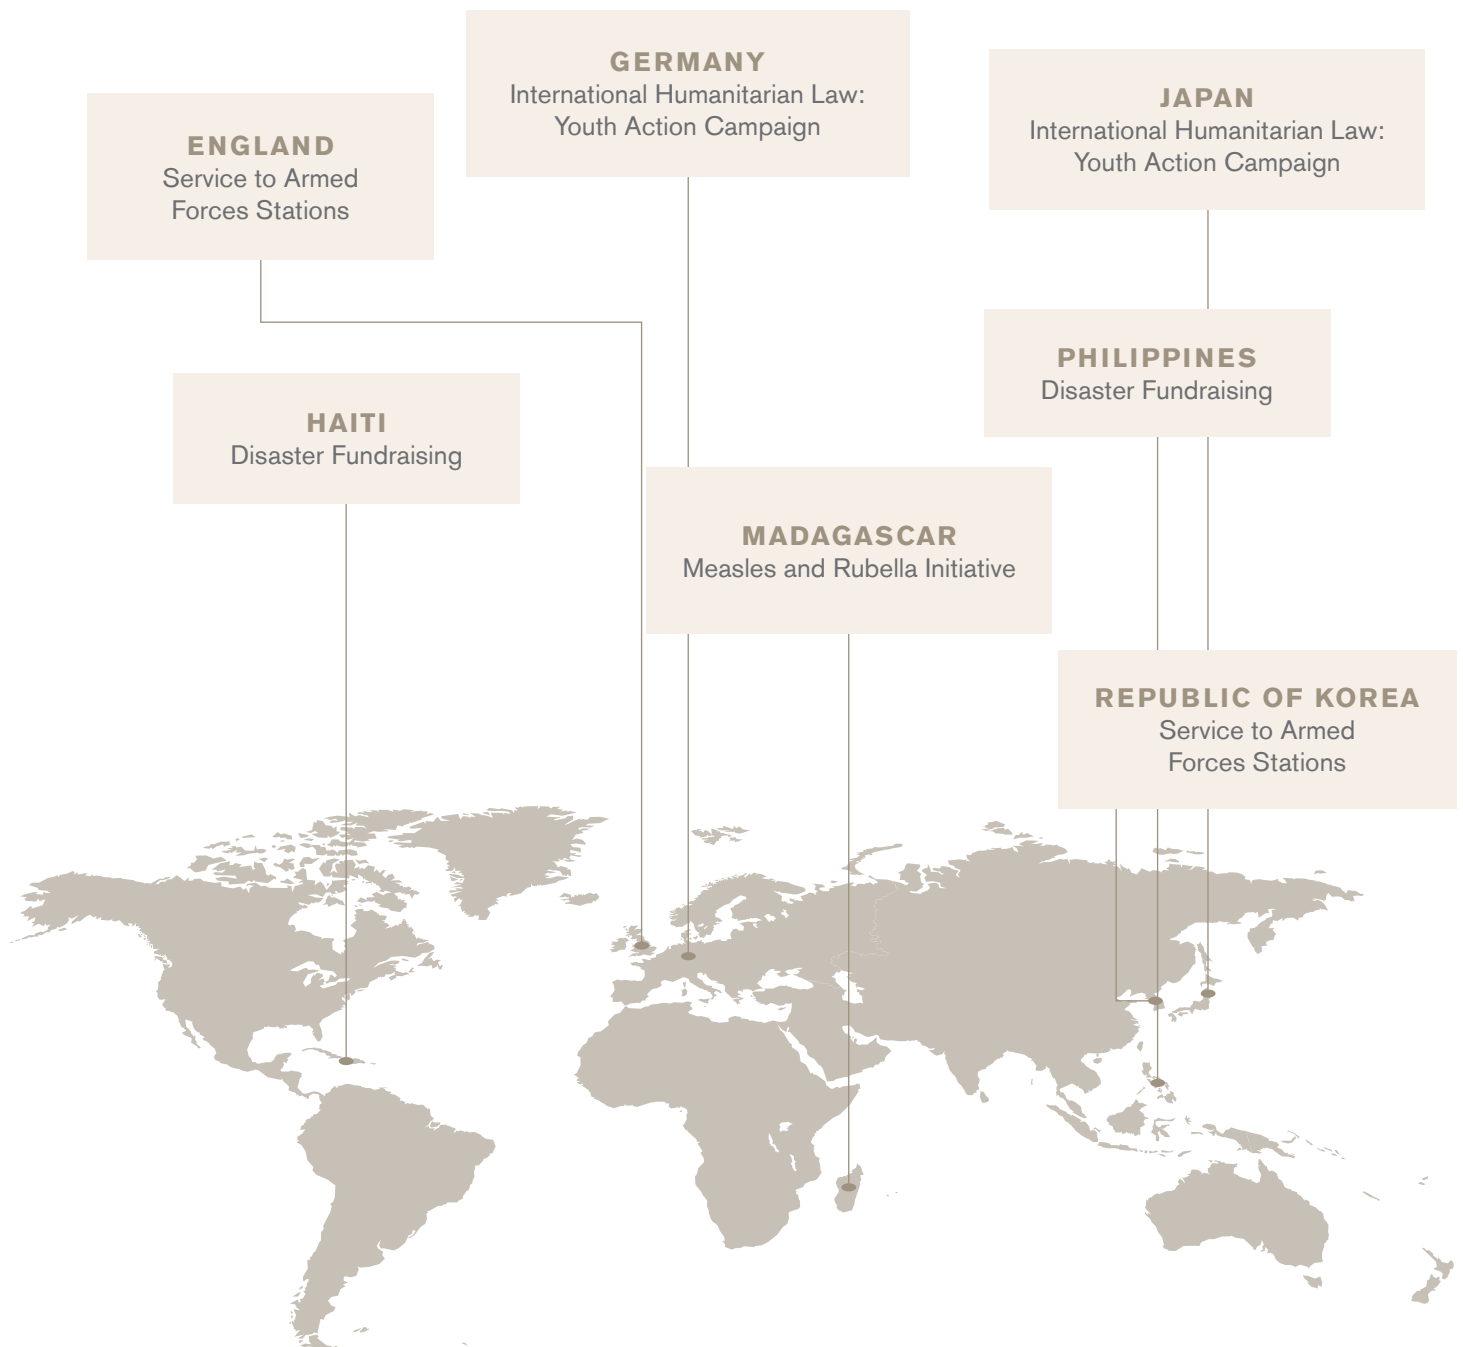 GERMANY
International Humanitarian Law:
Youth Action Campaign
JAPAN
International Humanitarian Law:
Youth Action Campaign
ENGLAND
Service to Armed
Forces Stations
PHILIPPINES
Disaster Fundraising
HAITI
Disaster Fundraising
MADAGASCAR
Measles and Rubella Initiative
REPUBLIC OF KOREA
Service to Armed
Forces Stations